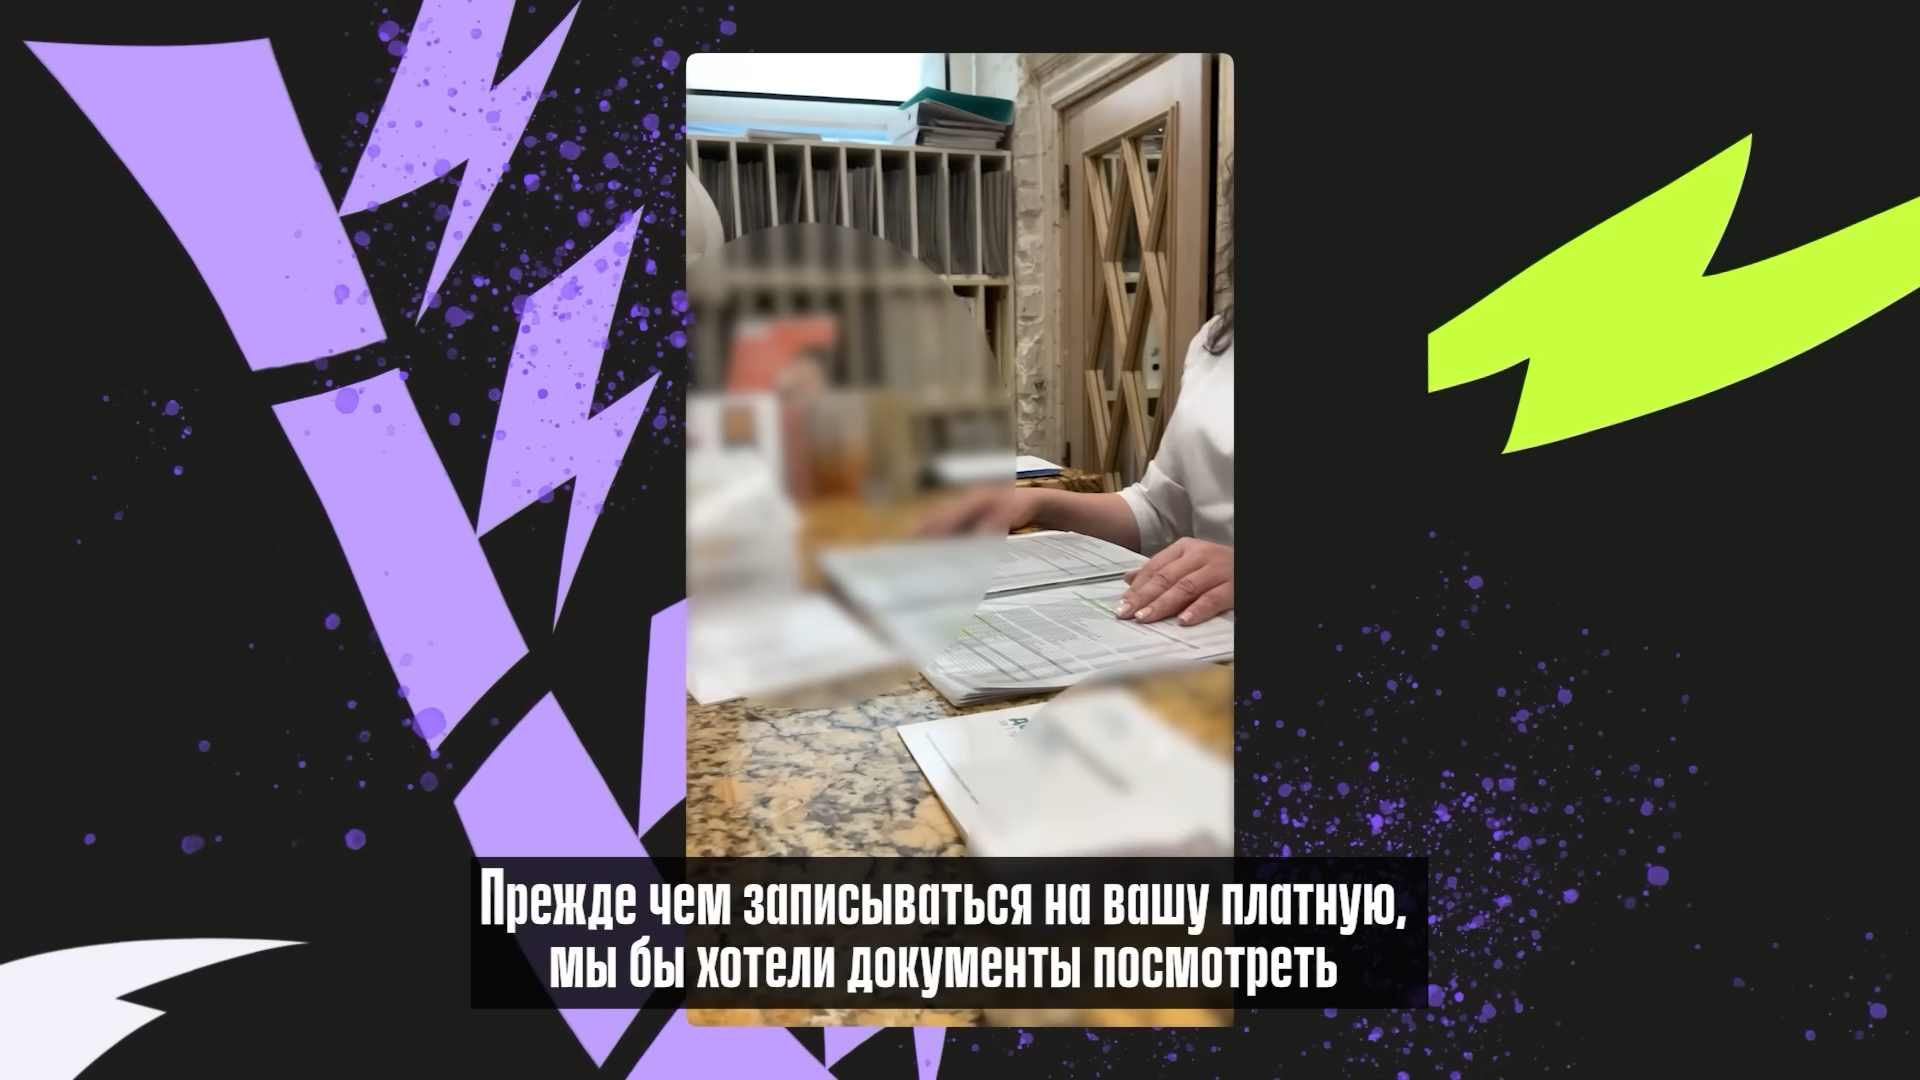 Прежде чем записываться на вашу платную,
мы бы хотели документы посмотреть